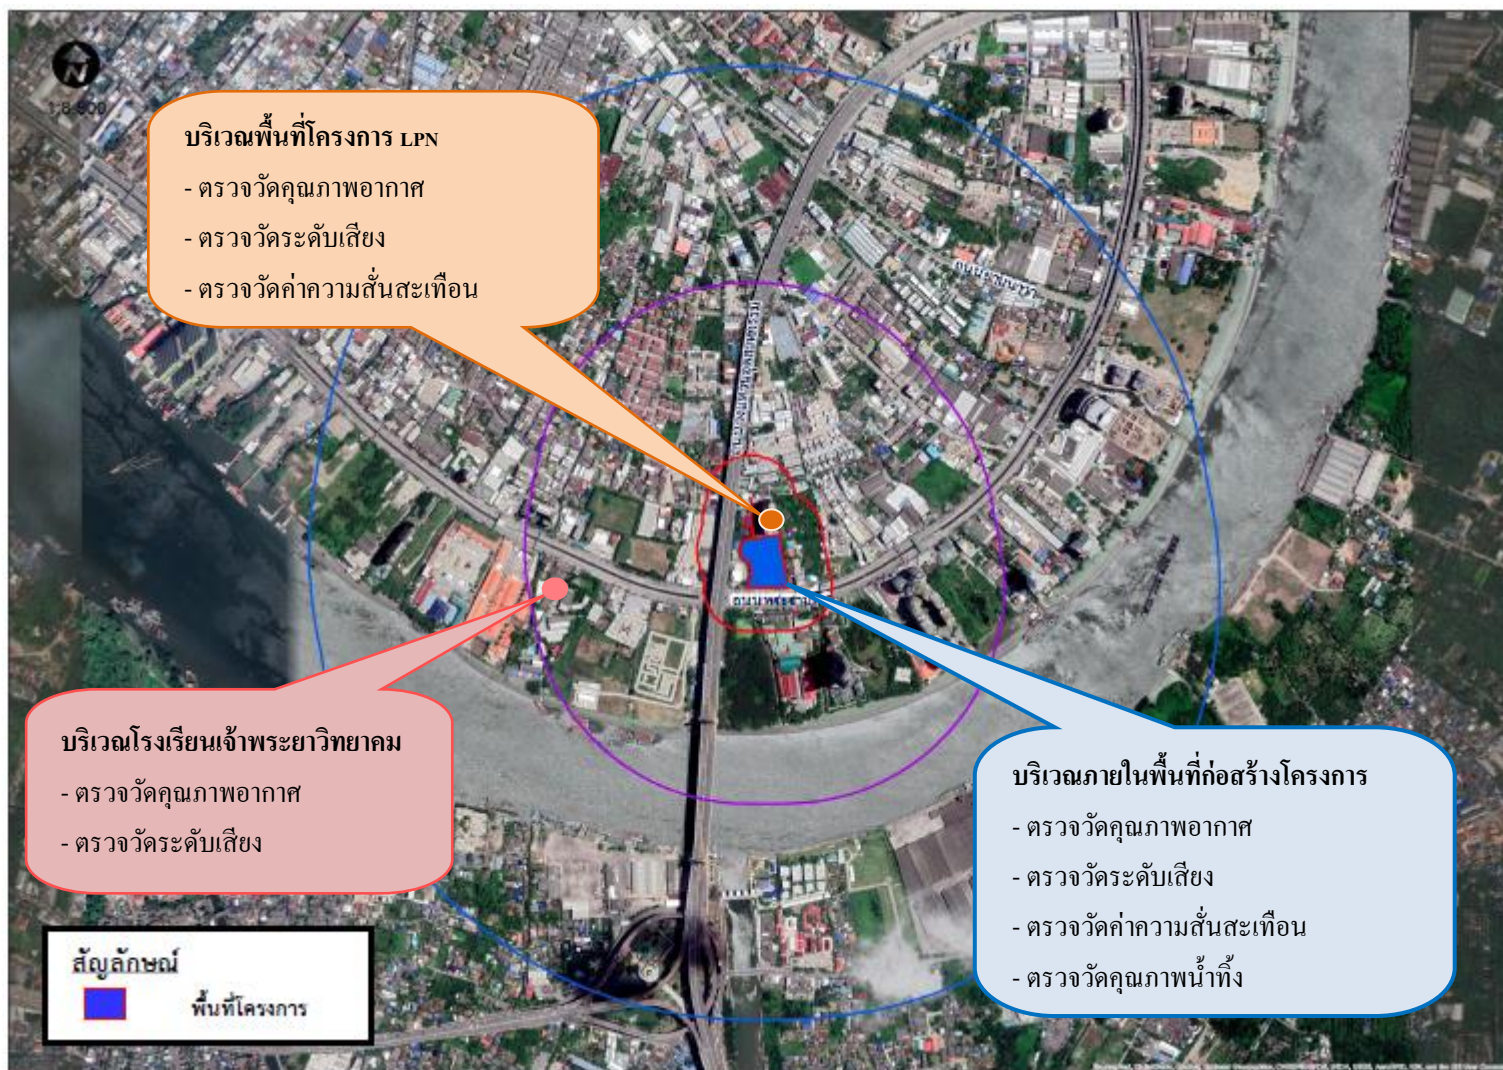 N
บริเวณพื้นที่โครงการ LPN
- ตรวจวัดคุณภาพอากาศ
- ตรวจวัดระดับเสียง
- ตรวจวัดค่าความสั่นสะเทือน
บริเวณโรงเรียนเจ้าพระยาวิทยาคม
- ตรวจวัดคุณภาพอากาศ
- ตรวจวัดระดับเสียง
บริเวณภายในพื้นที่ก่อสร้างโครงการ
- ตรวจวัดคุณภาพอากาศ
- ตรวจวัดระดับเสียง
- ตรวจวัดค่าความสั่นสะเทือน
- ตรวจวัดคุณภาพน้ำทิ้ง
สัญลักษณ์
พื้นที่โครงการ